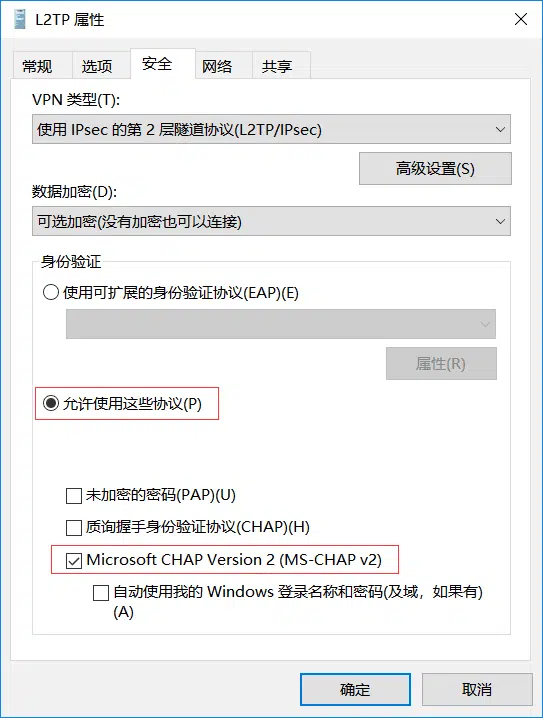 L2TP 属性
常规 选项 安全 网络 共享
VPN 类型(T):
使用 IPsec 的第 2 层隧道协议(L2TP/IPsec)
高级设置(S)
数据加密(D):
可选加密(没有加密也可以连接)
身份验证
使用可扩展的身份验证协议(EAP)(E)
属性(R)
允许使用这些协议(P)
未加密的密码(PAP)(U)
质询握手身份验证协议(CHAP)(H)
Microsoft CHAP Version 2 (MS-CHAP v2)
自动使用我的 Windows 登录名称和密码(及域，如果有)
(A)
确定 取消